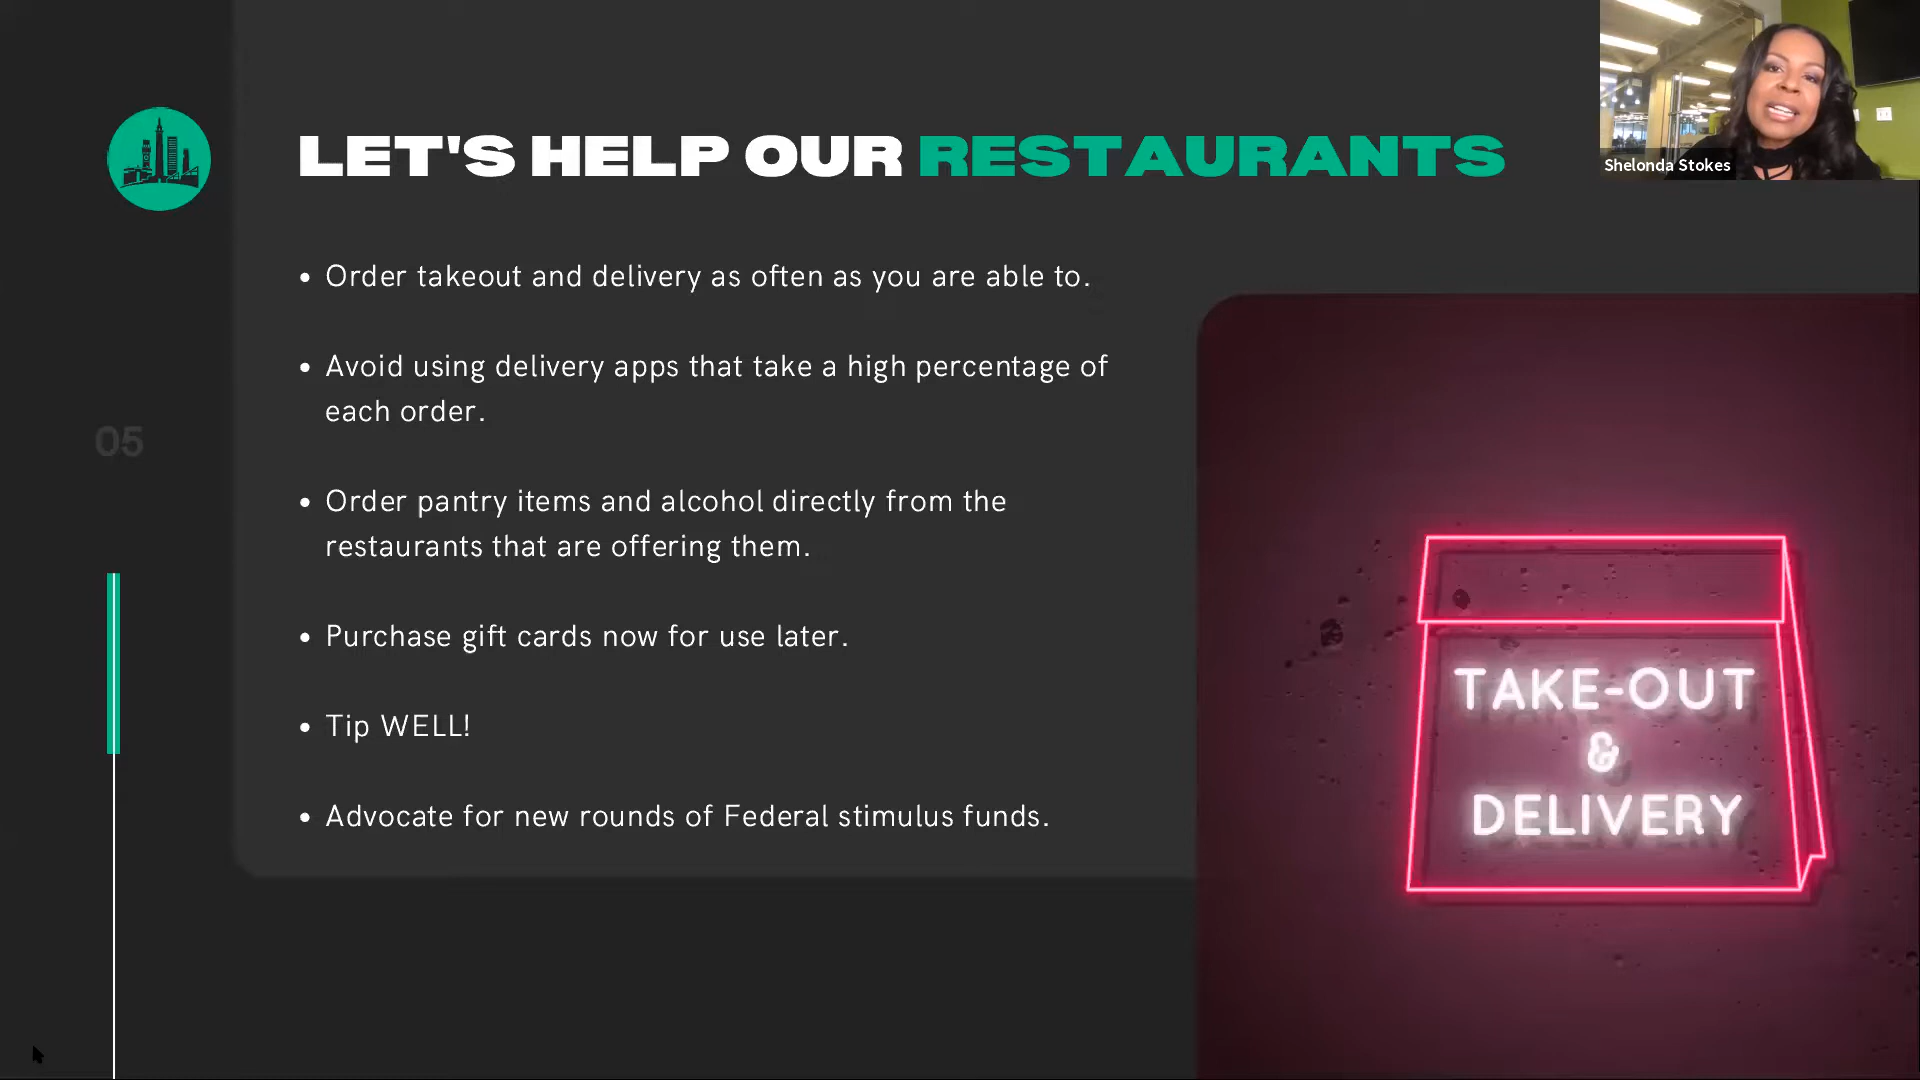 LET'S HELP OUR RESTAURANTS
Shelonda Stokes
• Order takeout and delivery as often as you are able to.
• Avoid using delivery apps that take a high percentage of
each order.
05
• Order pantry items and alcohol directly from the
restaurants that are offering them.
• Purchase gift cards now for use later.
• Tip WELL!
• Advocate for new rounds of Federal stimulus funds.
TAKE-OUT
&
DELIVERY